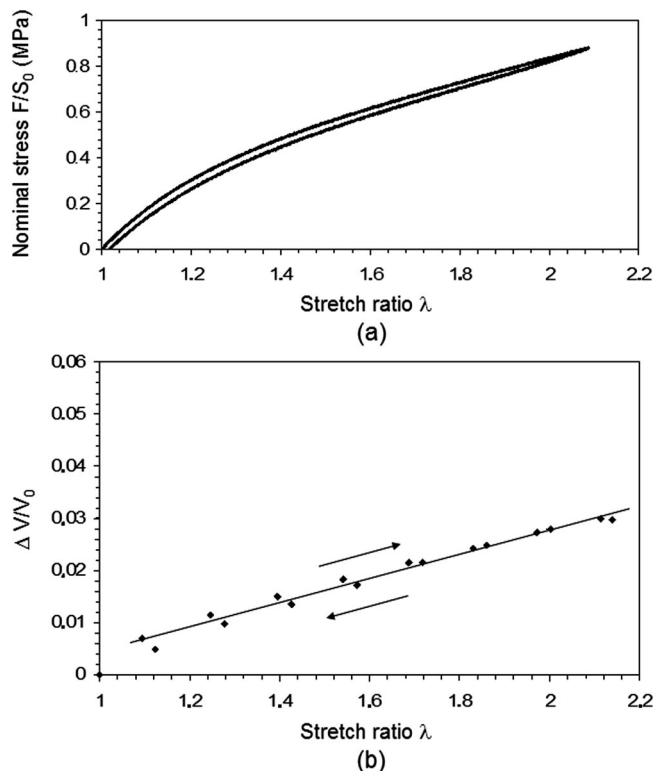 Nominal stress F/S₀ (MPa)
1
0.8
0.6
0.4
0.2
0
1 1.2 1.4 1.6 1.8 2 2.2
Stretch ratio λ
(a)
Δ V/V₀
0.06
0.05
0.04
0.03
0.02
0.01
0
1 1.2 1.4 1.6 1.8 2 2.2
Stretch ratio λ
(b)